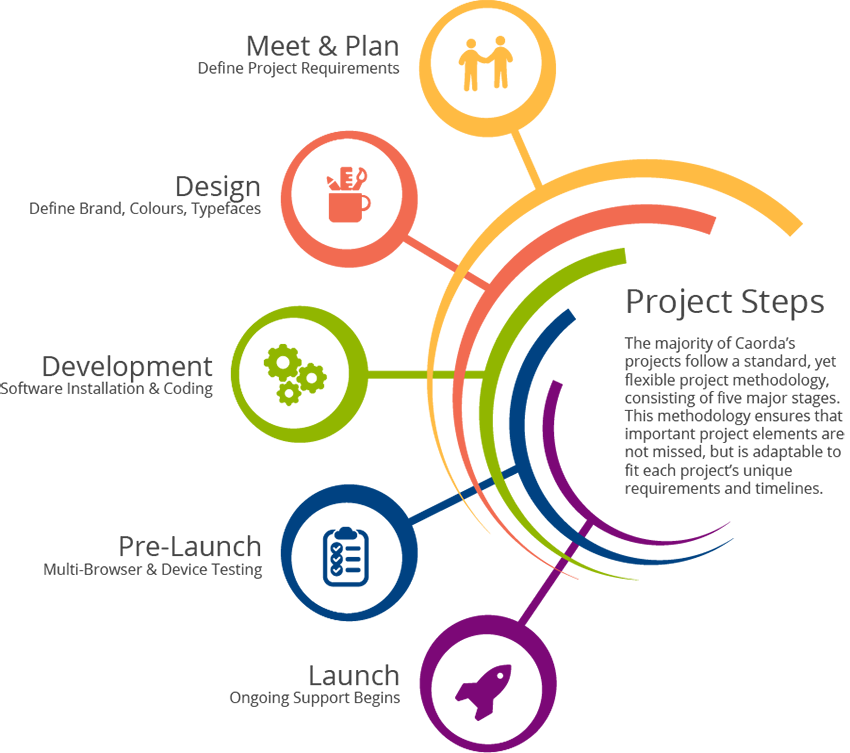 Meet & Plan
Define Project Requirements
Design
Define Brand, Colours, Typefaces
Development
Software Installation & Coding
Pre-Launch
Multi-Browser & Device Testing
Launch
Ongoing Support Begins
Project Steps
The majority of Caorda’s
projects follow a standard, yet
flexible project methodology,
consisting of five major stages.
This methodology ensures that
important project elements are
not missed, but is adaptable to
fit each project’s unique
requirements and timelines.